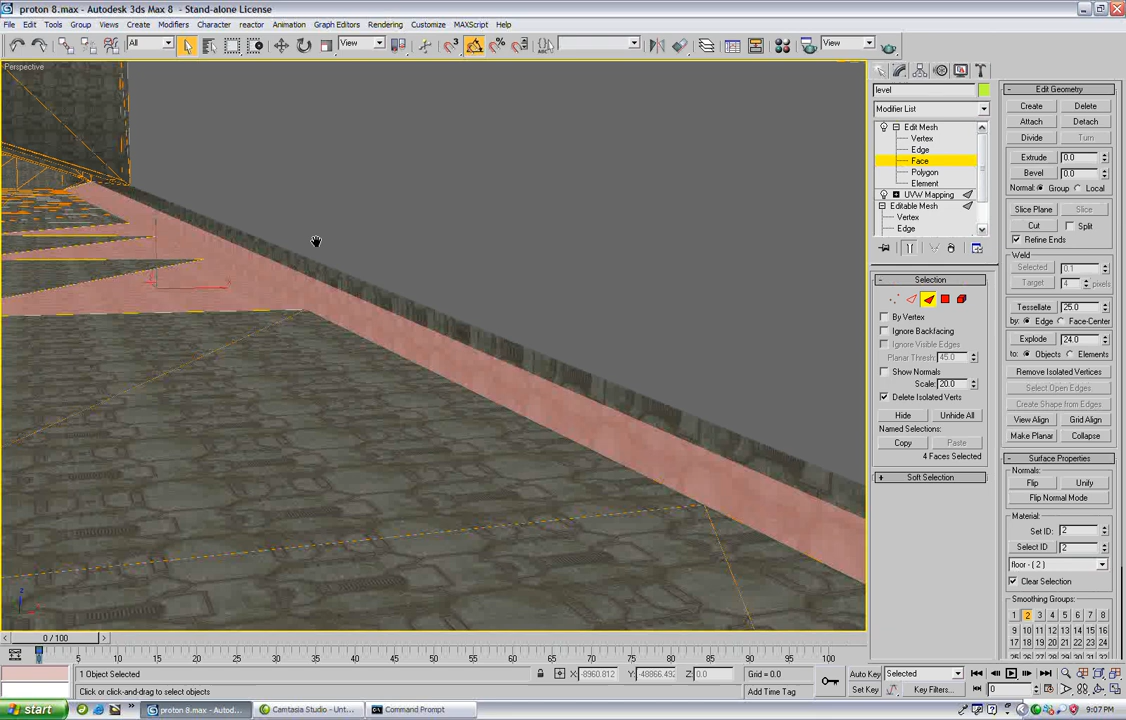 proton 8.max - Autodesk 3ds Max 8 - Stand-alone License
File Edit Tools Group Views Create Modifiers Character reactor Animation Graph Editors Rendering Customize MAXScript Help
All View View
Perspective
level
Modifier List
Edit Mesh
Vertex
Edge
Face
Polygon
Element
UVW Mapping
Editable Mesh
Vertex
Edge
Selection
By Vertex
Ignore Backfacing
Ignore Visible Edges
Planar Thresh: 45.0
Show Normals
Scale: 20.0
Delete Isolated Verts
Hide Unhide All
Named Selections:
Copy Paste
4 Faces Selected
Soft Selection
Edit Geometry
Create Delete
Attach Detach
Divide Turn
Extrude 0.0
Bevel 0.0
Normal: Group Local
Slice Plane Slice
Cut Split
Refine Ends
Weld
Selected 0.1
Target 4 pixels
Tessellate 25.0
by: Edge Face-Center
Explode 24.0
to: Objects Elements
Remove Isolated Vertices
Select Open Edges
Create Shape from Edges
View Align Grid Align
Make Planar Collapse
Surface Properties
Normals:
Flip Unify
Flip Normal Mode
Material:
Set ID: 2
Select ID 2
floor - ( 2 )
Clear Selection
Smoothing Groups:
1 2 3 4 5 6 7 8
9 10 11 12 13 14 15 16
17 18 19 20 21 22 23 24
z
0 / 100
5 10 15 20 25 30 35 40 45 50 55 60 65 70 75 80 85 90 95 100
1 Object Selected X: -8960.812 Y: -48866.492 Z: 0.0 Grid = 0.0 Auto Key Selected
Click or click-and-drag to select objects Add Time Tag Set Key Key Filters... 0
start proton 8.max - Autodes... Camtasia Studio - Unt... Command Prompt 9:07 PM